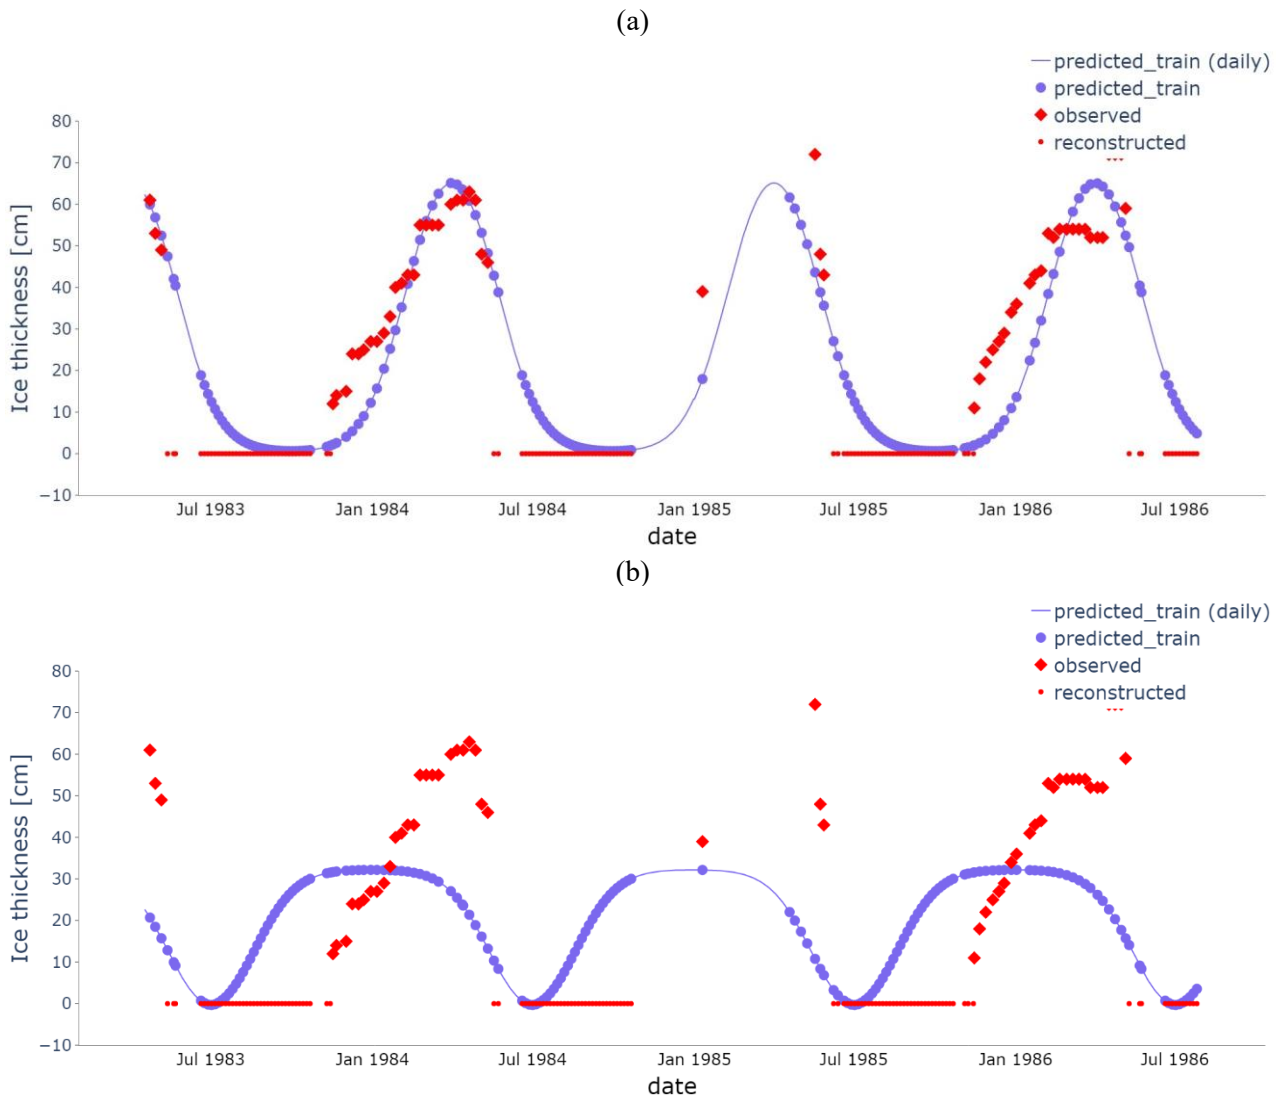 (a)
predicted_train (daily)
predicted_train
observed
reconstructed
80
70
60
50
40
30
20
10
0
−10
Ice thickness [cm]
Jul 1983
Jan 1984
Jul 1984
Jan 1985
Jul 1985
Jan 1986
Jul 1986
date
(b)
predicted_train (daily)
predicted_train
observed
reconstructed
80
70
60
50
40
30
20
10
0
−10
Ice thickness [cm]
Jul 1983
Jan 1984
Jul 1984
Jan 1985
Jul 1985
Jan 1986
Jul 1986
date